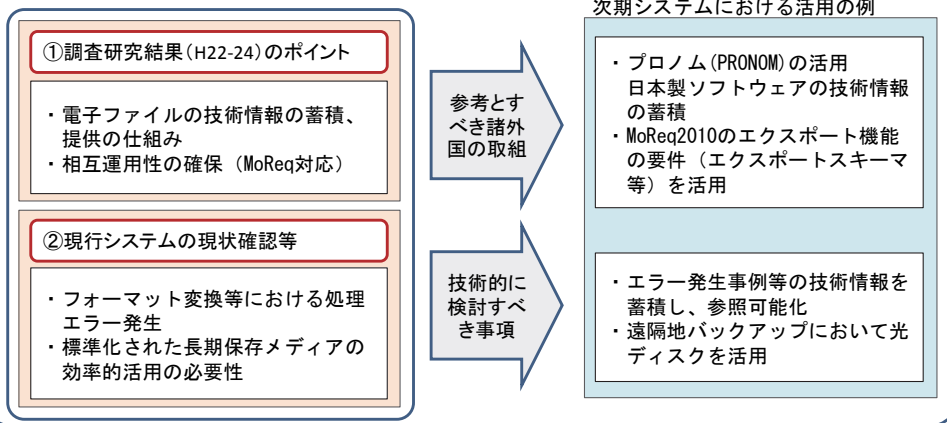 次期システムにおける活用の例
①調査研究結果(H22-24)のポイント
・電子ファイルの技術情報の蓄積、
提供の仕組み
・相互運用性の確保（MoReq対応）
参考とす
べき諸外
国の取組
・プロノム(PRONOM)の活用
日本製ソフトウェアの技術情報
の蓄積
・MoReq2010のエクスポート機能
の要件（エクスポートスキーマ
等）を活用
②現行システムの現状確認等
・フォーマット変換等における処理
エラー発生
・標準化された長期保存メディアの
効率的活用の必要性
技術的に
検討すべ
き事項
・エラー発生事例等の技術情報を
蓄積し、参照可能化
・遠隔地バックアップにおいて光
ディスクを活用